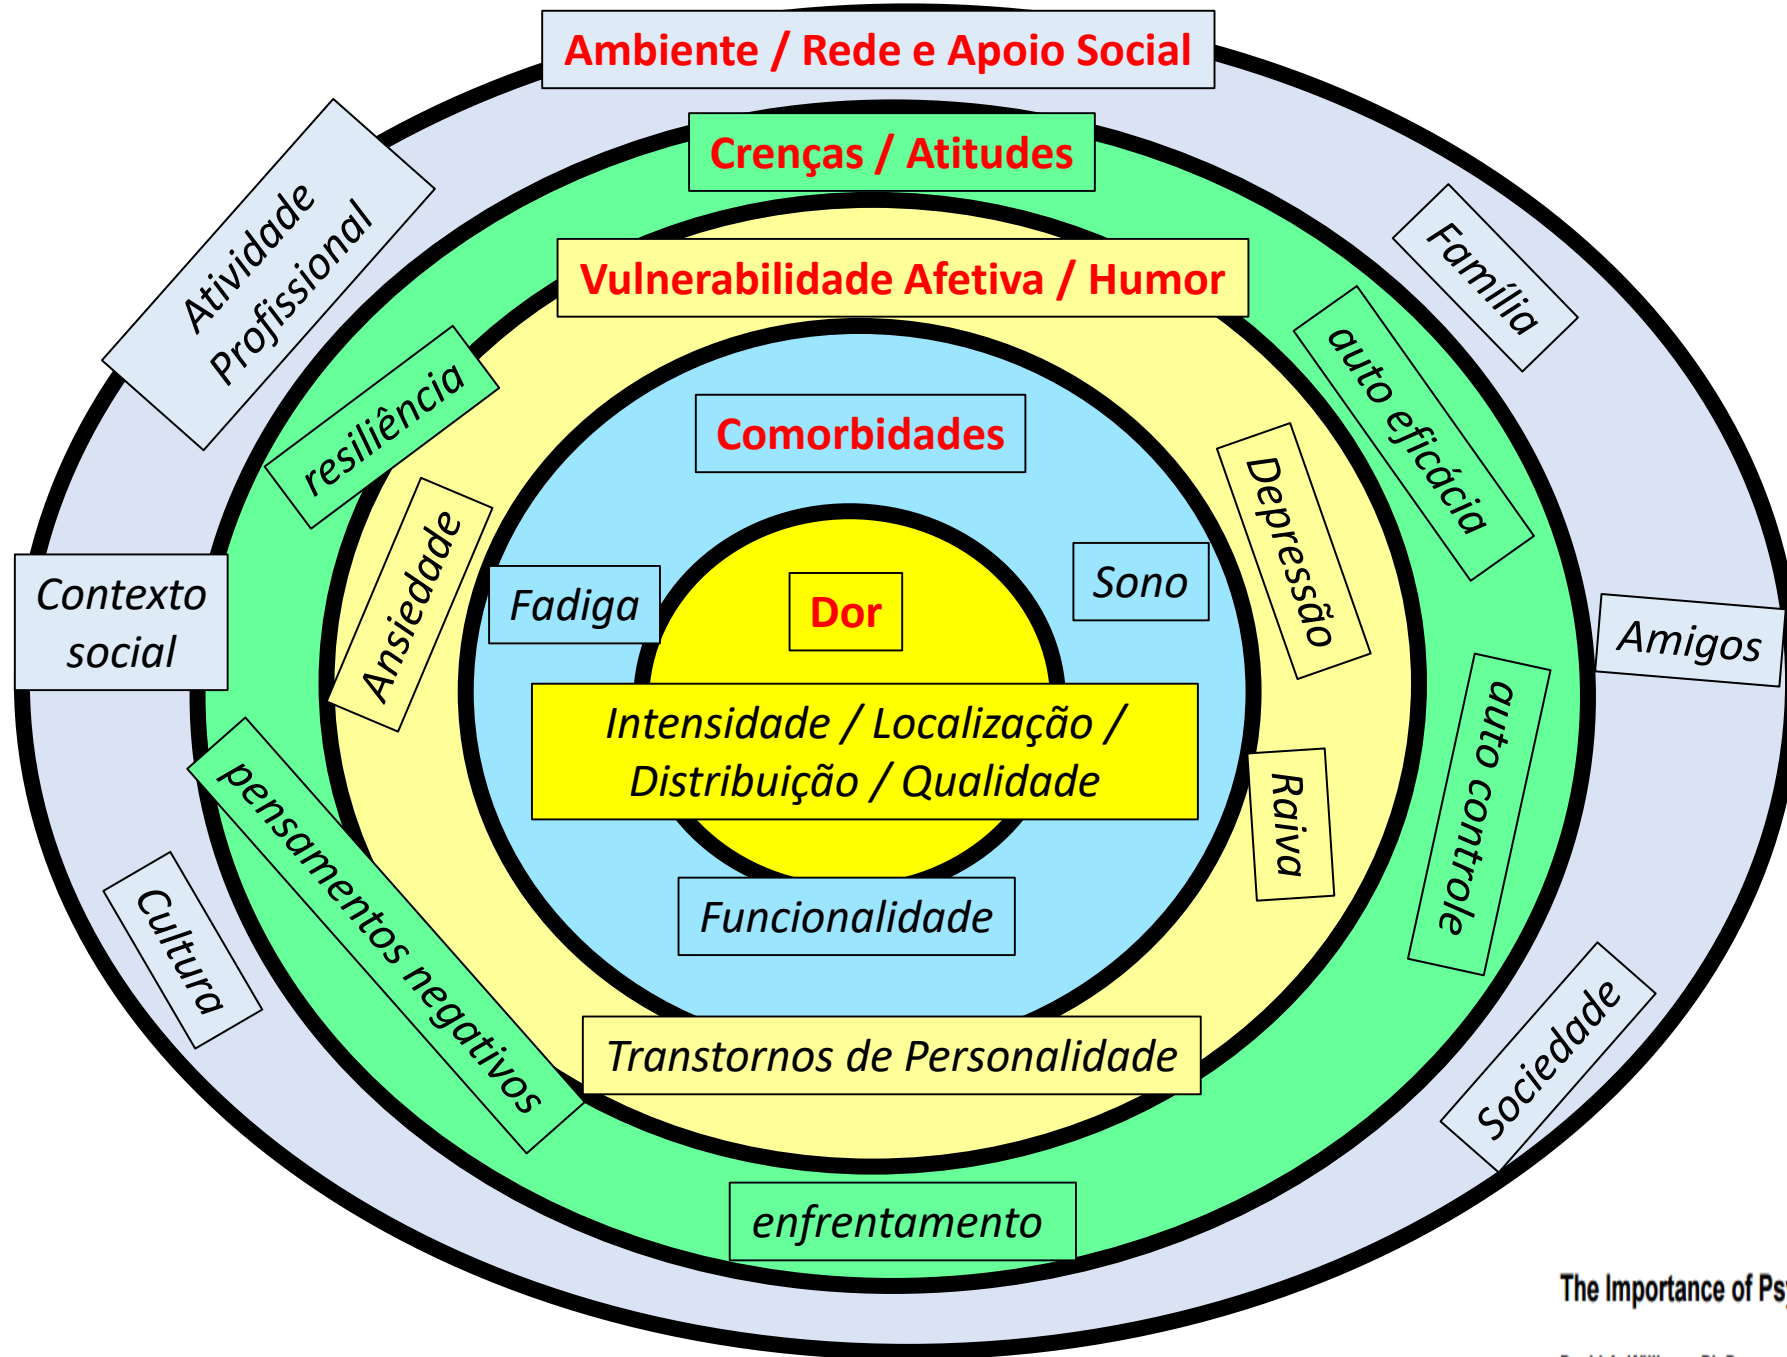 Ambiente / Rede e Apoio Social
Crenças / Atitudes
Vulnerabilidade Afetiva / Humor
Comorbidades
Dor
Intensidade / Localização /
Distribuição / Qualidade
Fadiga
Sono
Funcionalidade
Ansiedade
Depressão
Raiva
Transtornos de Personalidade
resiliência
auto eficácia
auto controle
pensamentos negativos
enfrentamento
Atividade
Profissional
Família
Contexto
social
Amigos
Cultura
Sociedade
The Importance of